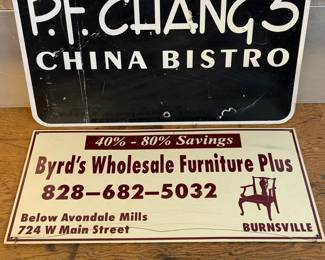 P.F. CHANG'S
CHINA BISTRO
40% - 80% Savings
Byrd's Wholesale Furniture Plus
828-682-5032
Below Avondale Mills
724 W Main Street
BURNSVILLE